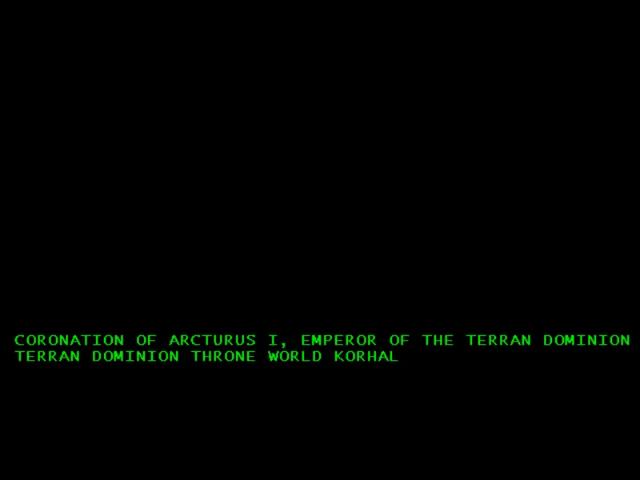 CORONATION OF ARCTURUS I, EMPEROR OF THE TERRAN DOMINION
TERRAN DOMINION THRONE WORLD KORHAL